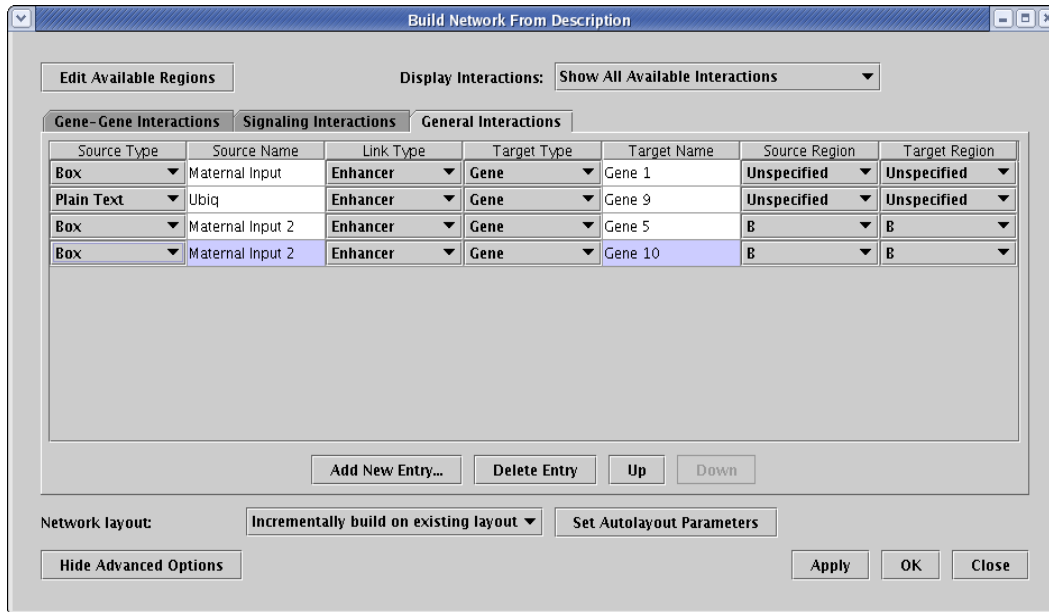 Build Network From Description
Edit Available Regions Display Interactions: Show All Available Interactions
Gene-Gene Interactions Signaling Interactions General Interactions
Source Type Source Name Link Type Target Type Target Name Source Region Target Region
Box Maternal Input Enhancer Gene Gene 1 Unspecified Unspecified
Plain Text Ubiq Enhancer Gene Gene 9 Unspecified Unspecified
Box Maternal Input 2 Enhancer Gene Gene 5 B B
Box Maternal Input 2 Enhancer Gene Gene 10 B B
Add New Entry... Delete Entry Up Down
Network layout: Incrementally build on existing layout Set Autolayout Parameters
Hide Advanced Options Apply OK Close